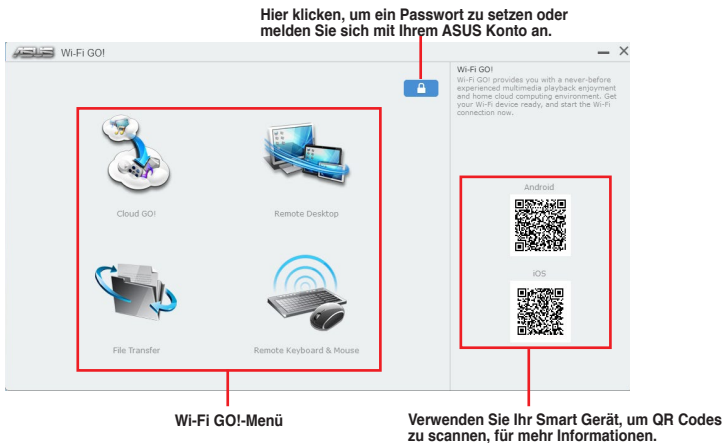 Hier klicken, um ein Passwort zu setzen oder
melden Sie sich mit Ihrem ASUS Konto an.
ASUS Wi-Fi GO!
Wi-Fi GO!
Wi-Fi GO! provides you with a never-before
experienced multimedia playback enjoyment
and home cloud computing environment. Get
your Wi-Fi device ready, and start the Wi-Fi
connection now.
Cloud GO!
Remote Desktop
File Transfer
Remote Keyboard & Mouse
Android
iOS
Wi-Fi GO!-Menü
Verwenden Sie Ihr Smart Gerät, um QR Codes
zu scannen, für mehr Informationen.